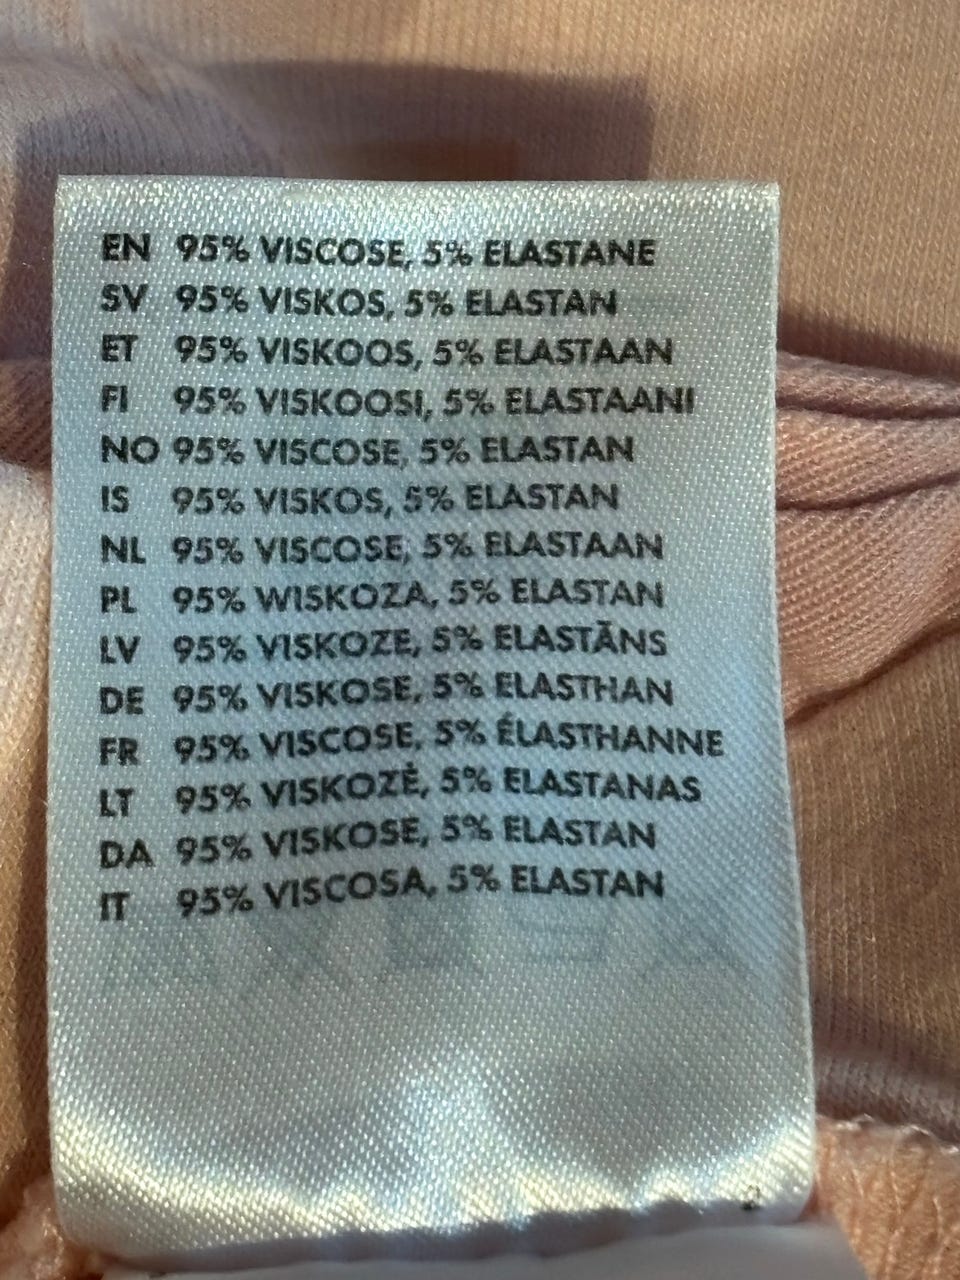 EN 95% VISCOSE, 5% ELASTANE
SV 95% VISKOS, 5% ELASTAN
ET 95% VISKOOS, 5% ELASTAAN
FI 95% VISKOOSI, 5% ELASTAANI
NO 95% VISCOSE, 5% ELASTAN
IS 95% VISKOS, 5% ELASTAN
NL 95% VISCOSE, 5% ELASTAAN
PL 95% WISKOZA, 5% ELASTAN
LV 95% VISKOZE, 5% ELASTĀNS
DE 95% VISKOSE, 5% ELASTHAN
FR 95% VISCOSE, 5% ÉLASTHANNE
LT 95% VISKOZĖ, 5% ELASTANAS
DA 95% VISKOSE, 5% ELASTAN
IT 95% VISCOSA, 5% ELASTAN